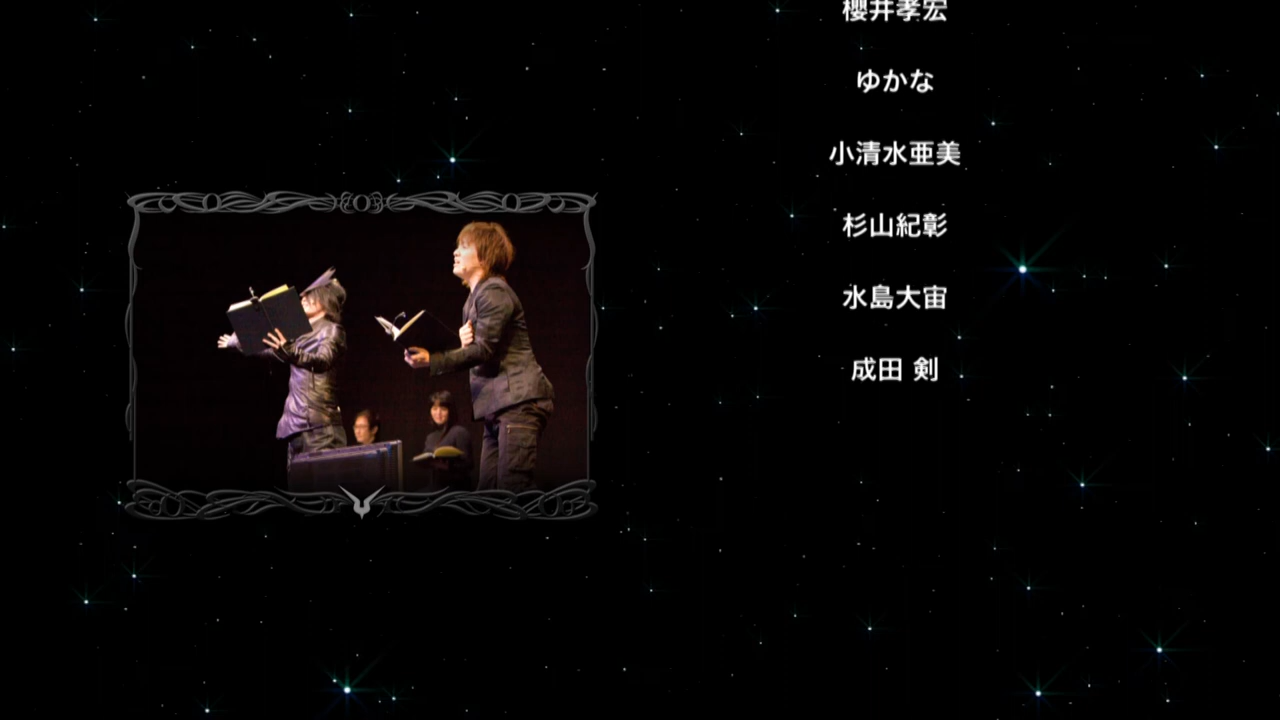 櫻井孝宏
ゆかな
小清水亜美
杉山紀彰
水島大宙
成田 剣